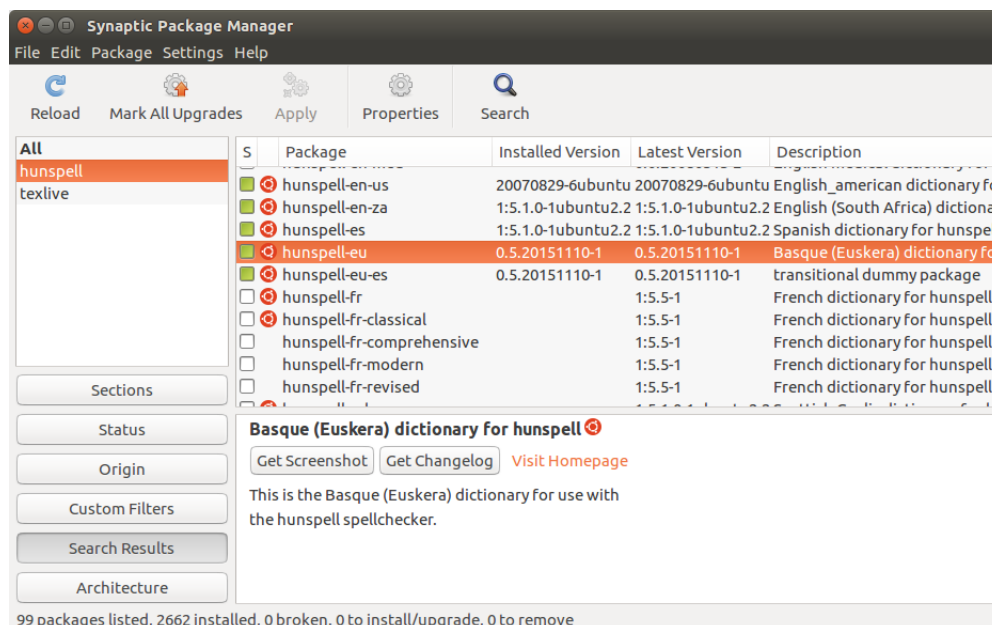 Synaptic Package Manager
File Edit Package Settings Help
Reload Mark All Upgrades Apply Properties Search
All
hunspell
texlive
S Package Installed Version Latest Version Description
hunspell-en-us 20070829-6ubuntu 20070829-6ubuntu English_american dictionary fo
hunspell-en-za 1:5.1.0-1ubuntu2.2 1:5.1.0-1ubuntu2.2 English (South Africa) dictiona
hunspell-es 1:5.1.0-1ubuntu2.2 1:5.1.0-1ubuntu2.2 Spanish dictionary for hunspe
hunspell-eu 0.5.20151110-1 0.5.20151110-1 Basque (Euskera) dictionary fo
hunspell-eu-es 0.5.20151110-1 0.5.20151110-1 transitional dummy package
hunspell-fr 1:5.5-1 French dictionary for hunspell
hunspell-fr-classical 1:5.5-1 French dictionary for hunspell
hunspell-fr-comprehensive 1:5.5-1 French dictionary for hunspell
hunspell-fr-modern 1:5.5-1 French dictionary for hunspell
hunspell-fr-revised 1:5.5-1 French dictionary for hunspell
Sections
Status
Origin
Custom Filters
Search Results
Architecture
Basque (Euskera) dictionary for hunspell
Get Screenshot Get Changelog Visit Homepage
This is the Basque (Euskera) dictionary for use with
the hunspell spellchecker.
99 packages listed, 2662 installed, 0 broken. 0 to install/upgrade, 0 to remove